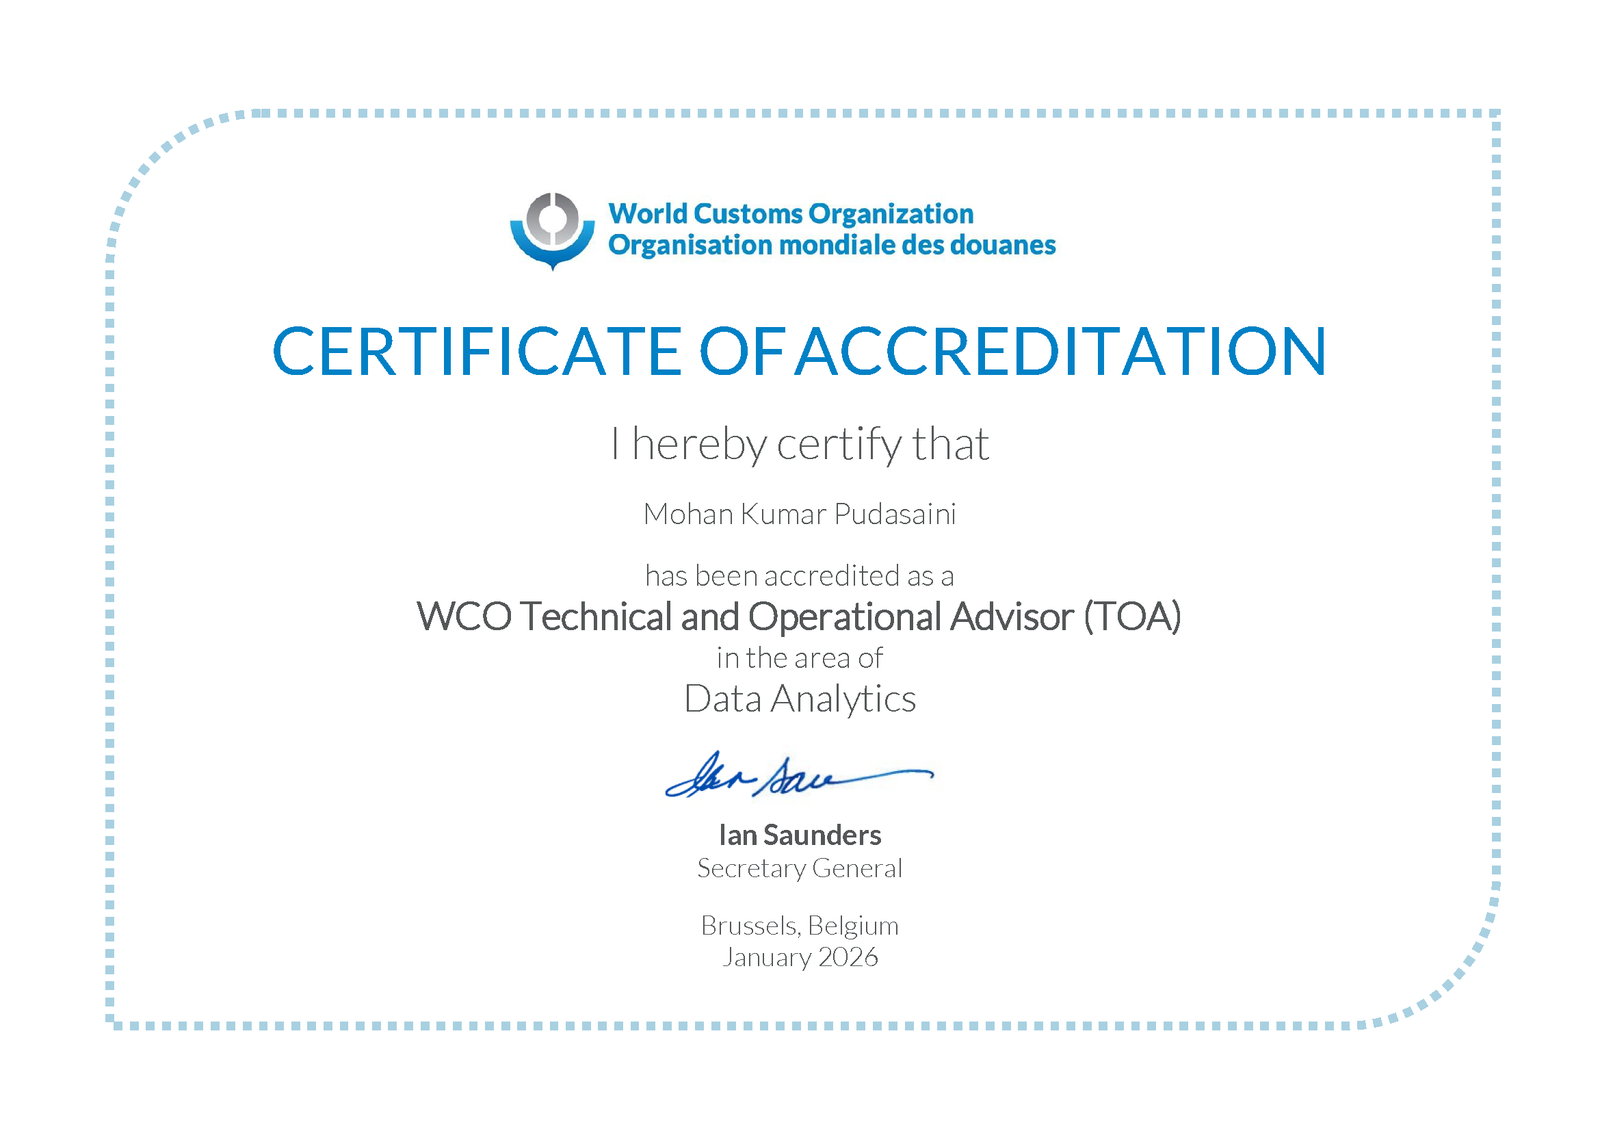 World Customs Organization
Organisation mondiale des douanes
CERTIFICATE OF ACCREDITATION
I hereby certify that
Mohan Kumar Pudasaini
has been accredited as a
WCO Technical and Operational Advisor (TOA)
in the area of
Data Analytics
Ian Saunders
Secretary General
Brussels, Belgium
January 2026